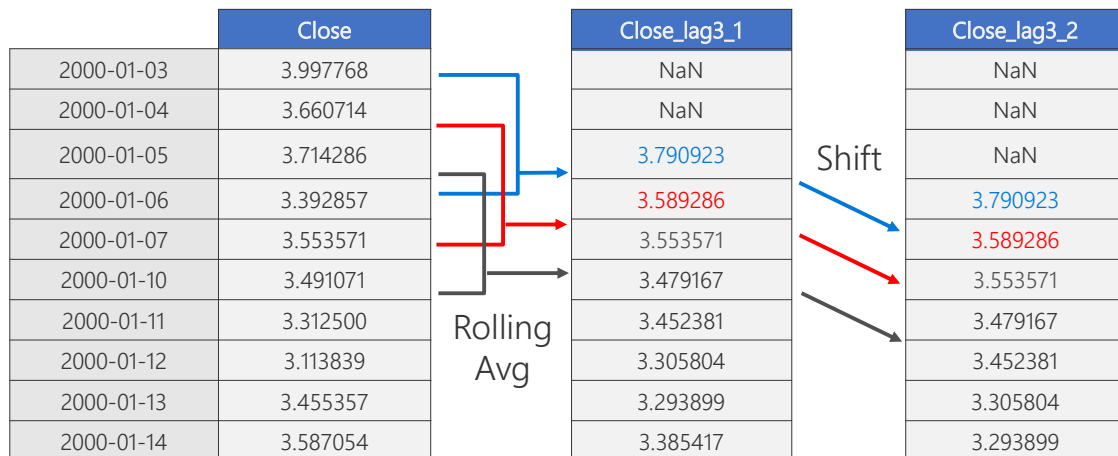 Close Close_lag3_1 Close_lag3_2
2000-01-03 3.997768 NaN NaN
2000-01-04 3.660714 NaN NaN
2000-01-05 3.714286 3.790923 NaN
Shift
2000-01-06 3.392857 3.589286 3.790923
2000-01-07 3.553571 3.553571 3.589286
2000-01-10 3.491071 3.479167 3.553571
2000-01-11 3.312500 3.452381 3.479167
Rolling
Avg
2000-01-12 3.113839 3.305804 3.452381
2000-01-13 3.455357 3.293899 3.305804
2000-01-14 3.587054 3.385417 3.293899